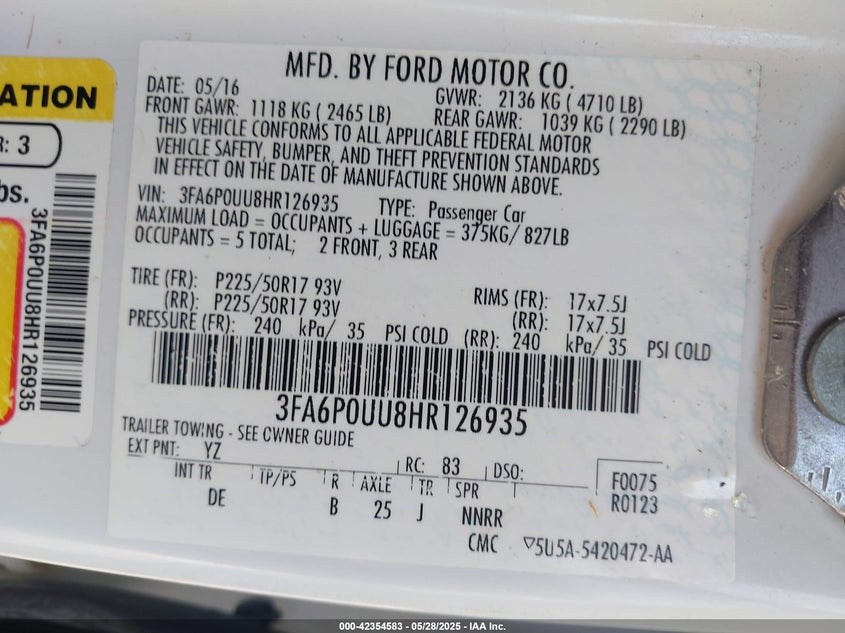 ATION
R: 3
bs.
3FA6P0UU8HR126935
MFD. BY FORD MOTOR CO.
DATE: 05/16
GVWR: 2136 KG ( 4710 LB)
FRONT GAWR: 1118 KG ( 2465 LB)
REAR GAWR: 1039 KG ( 2290 LB)
THIS VEHICLE CONFORMS TO ALL APPLICABLE FEDERAL MOTOR
VEHICLE SAFETY, BUMPER, AND THEFT PREVENTION STANDARDS
IN EFFECT ON THE DATE OF MANUFACTURE SHOWN ABOVE.
VIN: 3FA6P0UU8HR126935 TYPE: Passenger Car
MAXIMUM LOAD = OCCUPANTS + LUGGAGE = 375KG/ 827LB
OCCUPANTS = 5 TOTAL; 2 FRONT, 3 REAR
TIRE (FR): P225/50R17 93V RIMS (FR): 17x7.5J
(RR): P225/50R17 93V (RR): 17x7.5J
PRESSURE (FR): 240 kPa/ 35 PSI COLD (RR): 240 kPa/ 35 PSI COLD
3FA6P0UU8HR126935
TRAILER TOWING - SEE OWNER GUIDE
EXT PNT: YZ RC: 83 DSO: F0075
INT TR TP/PS R AXLE TR SPR R0123
DE B 25 J NNRR
CMC ▽5U5A-5420472-AA
000-42354583 - 05/28/2025 - IAA Inc.